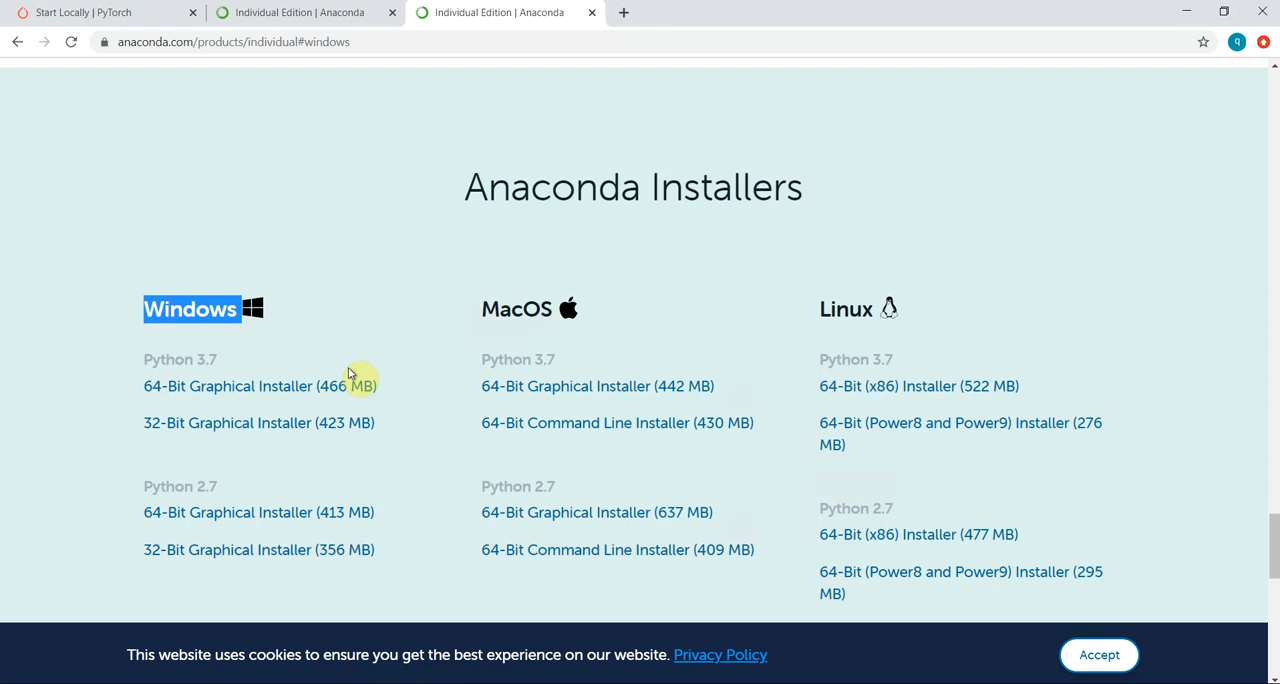 Start Locally | PyTorch
Individual Edition | Anaconda
Individual Edition | Anaconda
anaconda.com/products/individual#windows
q
Anaconda Installers
Windows
MacOS
Linux
Python 3.7
64-Bit Graphical Installer (466 MB)
32-Bit Graphical Installer (423 MB)
Python 3.7
64-Bit Graphical Installer (442 MB)
64-Bit Command Line Installer (430 MB)
Python 3.7
64-Bit (x86) Installer (522 MB)
64-Bit (Power8 and Power9) Installer (276
MB)
Python 2.7
64-Bit Graphical Installer (413 MB)
32-Bit Graphical Installer (356 MB)
Python 2.7
64-Bit Graphical Installer (637 MB)
64-Bit Command Line Installer (409 MB)
Python 2.7
64-Bit (x86) Installer (477 MB)
64-Bit (Power8 and Power9) Installer (295
MB)
This website uses cookies to ensure you get the best experience on our website. Privacy Policy
Accept